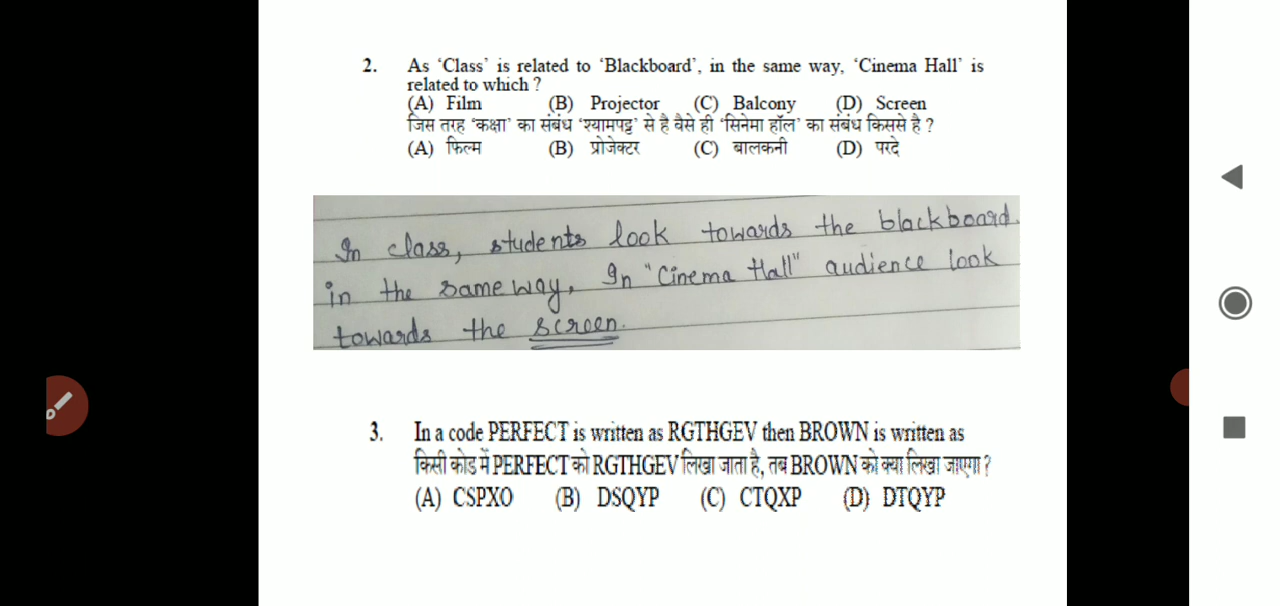 2. As ‘Class’ is related to ‘Blackboard’, in the same way, ‘Cinema Hall’ is
related to which ?
(A) Film (B) Projector (C) Balcony (D) Screen
जिस तरह ‘कक्षा’ का संबंध ‘श्यामपट्ट’ से है वैसे ही ‘सिनेमा हॉल’ का संबंध किससे है ?
(A) फिल्म (B) प्रोजेक्टर (C) बालकनी (D) परदे
In class, students look towards the blackboard.
in the same way, In "Cinema Hall" audience look
towards the screen.
3. In a code PERFECT is written as RGTHGEV then BROWN is written as
किसी कोड में PERFECT को RGTHGEV लिखा जाता है, तब BROWN को क्या लिखा जाएगा ?
(A) CSPXO (B) DSQYP (C) CTQXP (D) DTQYP